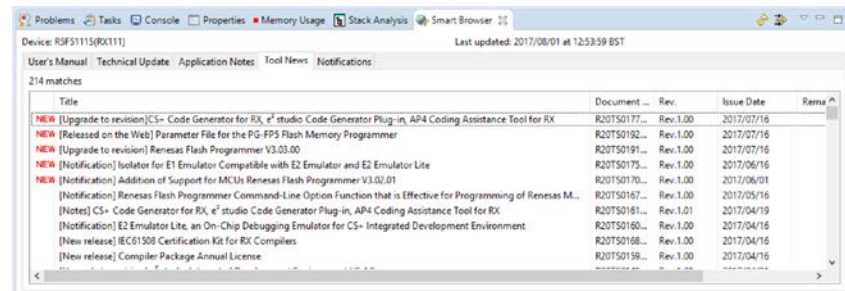 Problems Tasks Console Properties Memory Usage Stack Analysis Smart Browser
Device: R5F51115(RX111) Last updated: 2017/08/01 at 12:53:59 BST
User's Manual Technical Update Application Notes Tool News Notifications
214 matches
Title Document ... Rev. Issue Date Rema
NEW [Upgrade to revision]CS+ Code Generator for RX, e² studio Code Generator Plug-in, AP4 Coding Assistance Tool for RX R20TS0177... Rev.1.00 2017/07/16
NEW [Released on the Web] Parameter File for the PG-FP5 Flash Memory Programmer R20TS0192... Rev.1.00 2017/07/16
NEW [Upgrade to revision] Renesas Flash Programmer V3.03.00 R20TS0191... Rev.1.00 2017/07/16
NEW [Notification] Isolator for E1 Emulator Compatible with E2 Emulator and E2 Emulator Lite R20TS0175... Rev.1.00 2017/06/16
NEW [Notification] Addition of Support for MCUs Renesas Flash Programmer V3.02.01 R20TS0170... Rev.1.00 2017/06/01
[Notification] Renesas Flash Programmer Command-Line Option Function that is Effective for Programming of Renesas M... R20TS0167... Rev.1.00 2017/05/16
[Notes] CS+ Code Generator for RX, e² studio Code Generator Plug-in, AP4 Coding Assistance Tool for RX R20TS0161... Rev.1.01 2017/04/19
[Notification] E2 Emulator Lite, an On-Chip Debugging Emulator for CS+ Integrated Development Environment R20TS0160... Rev.1.00 2017/04/16
[New release] IEC61508 Certification Kit for RX Compilers R20TS0168... Rev.1.00 2017/04/16
[New release] Compiler Package Annual License R20TS0159... Rev.1.00 2017/04/16